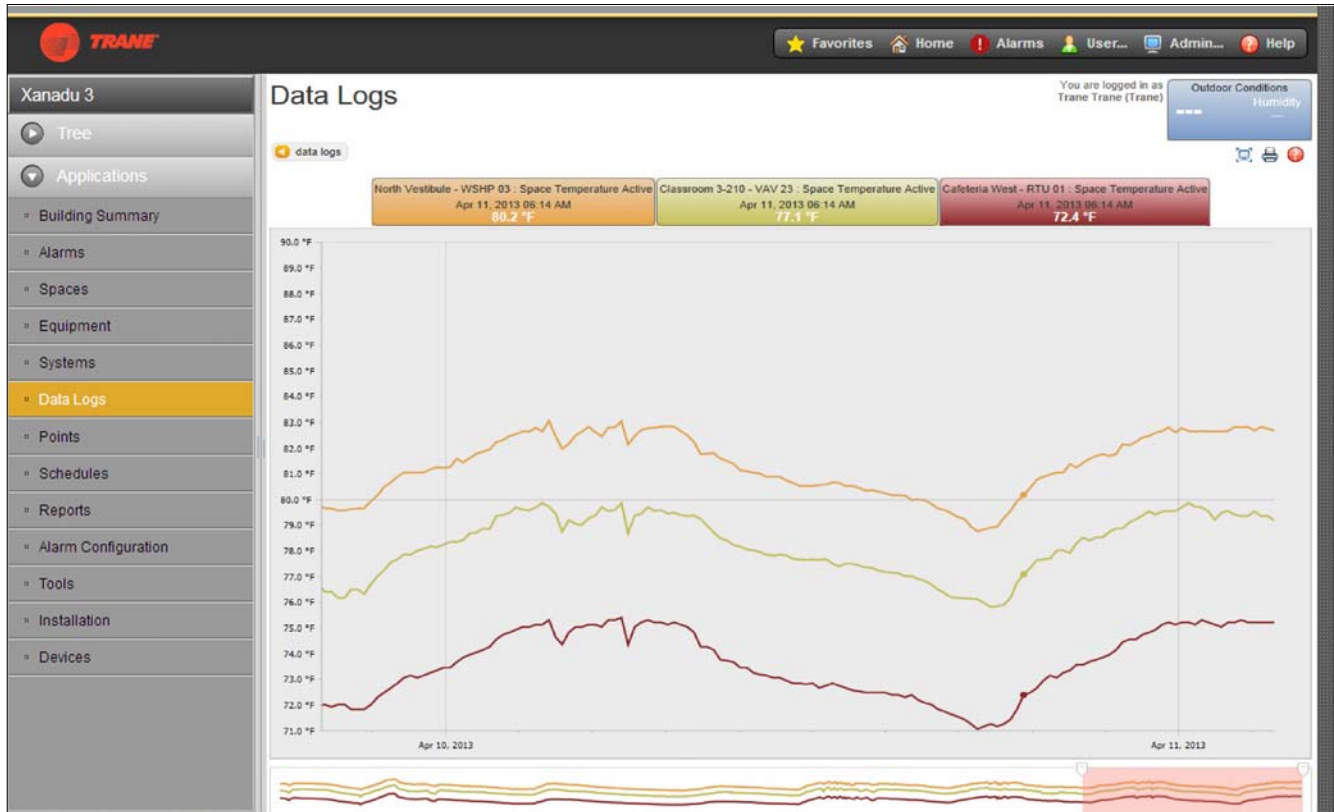 TRANE
Favorites Home Alarms User... Admin... Help
Xanadu 3
Tree
Applications
Building Summary
Alarms
Spaces
Equipment
Systems
Data Logs
Points
Schedules
Reports
Alarm Configuration
Tools
Installation
Devices
Data Logs
You are logged in as
Trane Trane (Trane)
Outdoor Conditions
Humidity
---
---
data logs
North Vestibule - WSHP 03 : Space Temperature Active
Apr 11, 2013 06:14 AM
80.2 °F
Classroom 3-210 - VAV 23 : Space Temperature Active
Apr 11, 2013 06:14 AM
77.1 °F
Cafeteria West - RTU 01 : Space Temperature Active
Apr 11, 2013 06:14 AM
72.4 °F
90.0 °F
89.0 °F
88.0 °F
87.0 °F
86.0 °F
85.0 °F
84.0 °F
83.0 °F
82.0 °F
81.0 °F
80.0 °F
79.0 °F
78.0 °F
77.0 °F
76.0 °F
75.0 °F
74.0 °F
73.0 °F
72.0 °F
71.0 °F
Apr 10, 2013
Apr 11, 2013